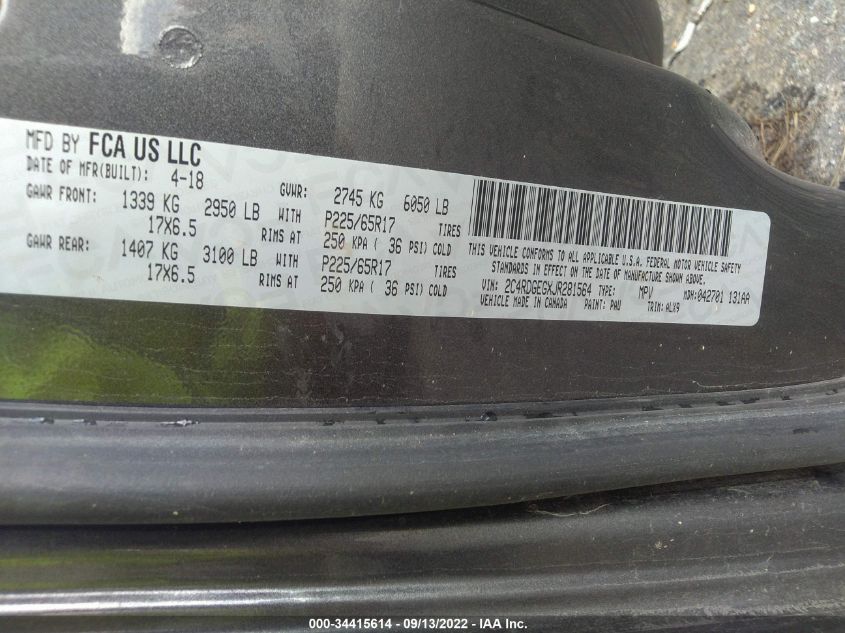 MFD BY FCA US LLC
DATE OF MFR(BUILT): 4-18 GVWR: 2745 KG 6050 LB
GAWR FRONT: 1339 KG 2950 LB WITH P225/65R17 TIRES
17X6.5 RIMS AT 250 KPA ( 36 PSI) COLD
GAWR REAR: 1407 KG 3100 LB WITH P225/65R17 TIRES
17X6.5 RIMS AT 250 KPA ( 36 PSI) COLD
THIS VEHICLE CONFORMS TO ALL APPLICABLE U.S.A. FEDERAL MOTOR VEHICLE SAFETY
STANDARDS IN EFFECT ON THE DATE OF MANUFACTURE SHOWN ABOVE.
VIN: 2C4RDGEGXJR281564 TYPE: MPV MDH:042701 131AA
VEHICLE MADE IN CANADA PAINT: PAU TRIM: ALX9
000-34415614 - 09/13/2022 - IAA Inc.